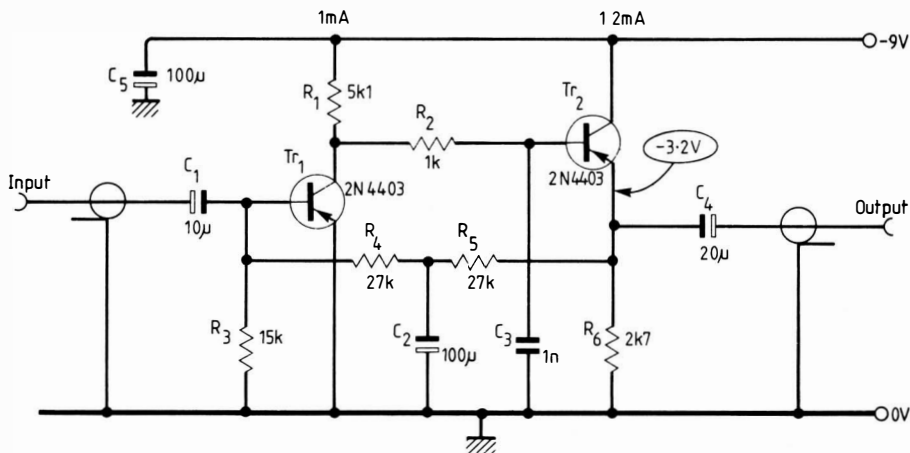 1mA
1 2mA
-9V
C5
100µ
R1
5k1
Tr2
R2
1k
-3·2V
C1
Tr1
Input
2N4403
2N4403
C4
Output
10µ
R4
R5
20µ
27k
27k
R3
15k
C2
100µ
C3
1n
R6
2k7
0V